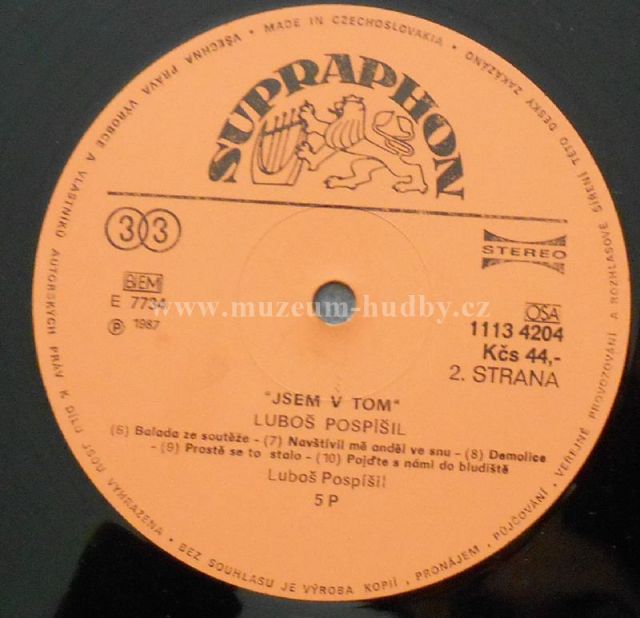 VŠECHNA PRÁVA VÝROBCE A VLASTNÍKŮ AUTORSKÝCH PRÁV K DÍLU JSOU VYHRAZENA • BEZ SOUHLASU JE VÝROBA KOPIÍ, PRONÁJEM, PŮJČOVÁNÍ, VEŘEJNÉ PROVOZOVÁNÍ A ROZHLASOVÉ ŠÍŘENÍ TÉTO DESKY ZAKÁZÁNO • MADE IN CZECHOSLOVAKIA •
SUPRAPHON
33
STEREO
BIEM
E 7734
Ⓟ 1987
www.muzeum-hudby.cz
OSA
1113 4204
Kčs 44,-
2. STRANA
"JSEM V TOM"
LUBOŠ POSPÍŠIL
(6) Balada ze soutěže - (7) Navštívil mě anděl ve snu - (8) Demolice -
- (9) Prostě se to stalo - (10) Pojďte s námi do bludiště
Luboš Pospíšil
5 P